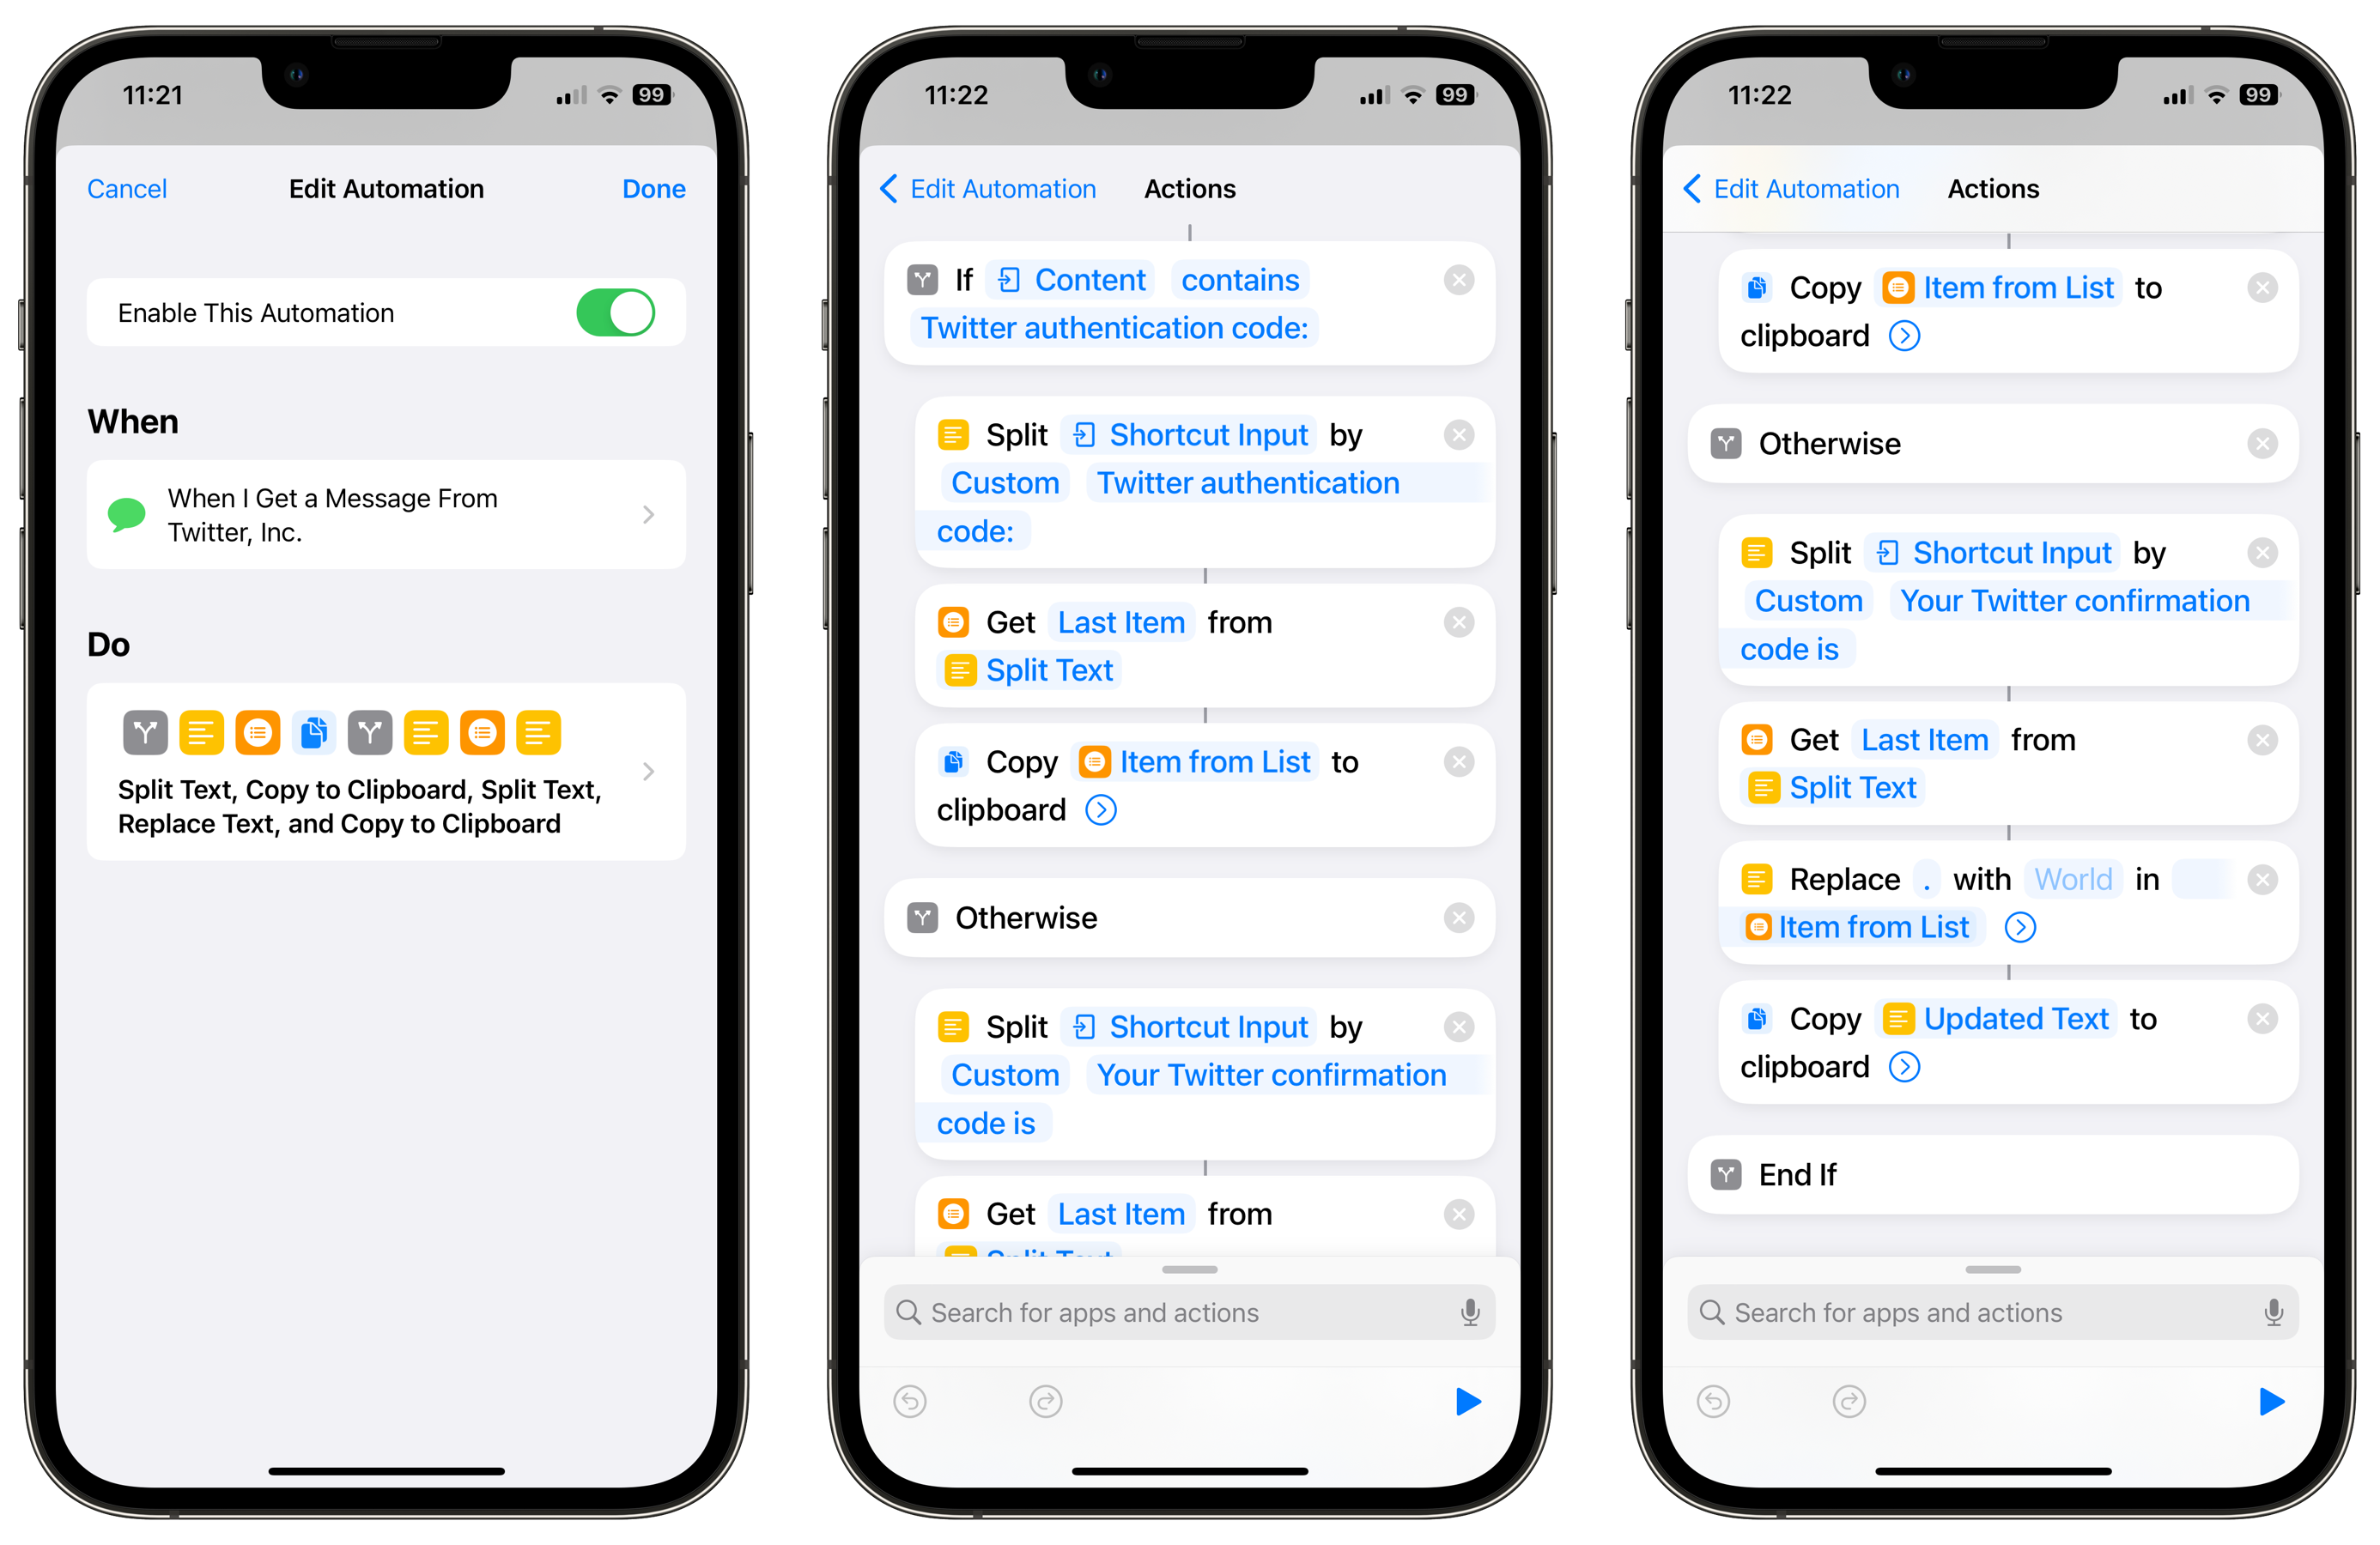 11:21
99
Cancel
Edit Automation
Done
Enable This Automation
When
When I Get a Message From
Twitter, Inc.
Do
Split Text, Copy to Clipboard, Split Text,
Replace Text, and Copy to Clipboard
11:22
99
Edit Automation
Actions
If Content contains
Twitter authentication code:
Split Shortcut Input by
Custom Twitter authentication
code:
Get Last Item from
Split Text
Copy Item from List to
clipboard
Otherwise
Split Shortcut Input by
Custom Your Twitter confirmation
code is
Get Last Item from
Split Text
Search for apps and actions
11:22
99
Edit Automation
Actions
Copy Item from List to
clipboard
Otherwise
Split Shortcut Input by
Custom Your Twitter confirmation
code is
Get Last Item from
Split Text
Replace . with World in
Item from List
Copy Updated Text to
clipboard
End If
Search for apps and actions